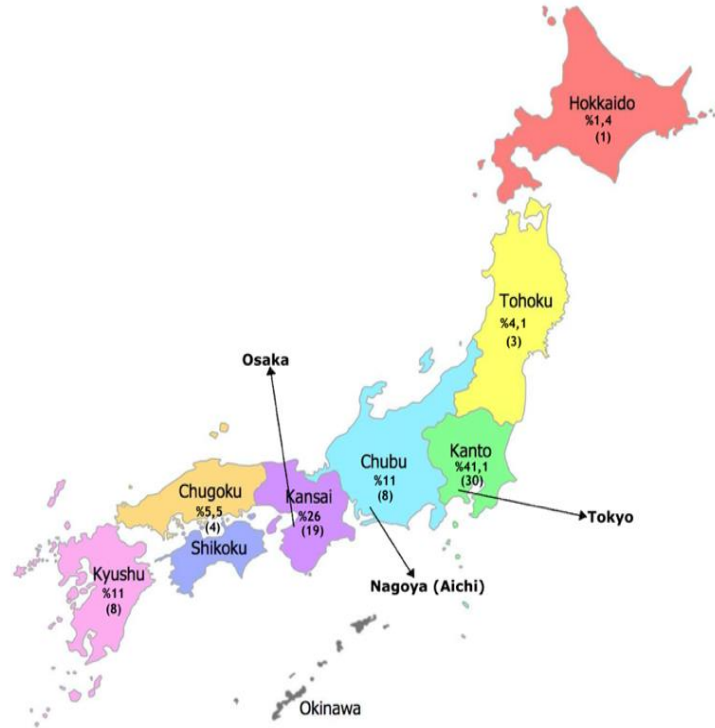 Hokkaido
%1,4
(1)
Tohoku
%4,1
(3)
Osaka
Kanto
%41,1
(30)
Chubu
%11
(8)
Chugoku
%5,5
(4)
Kansai
%26
(19)
Tokyo
Shikoku
Kyushu
%11
(8)
Nagoya (Aichi)
Okinawa